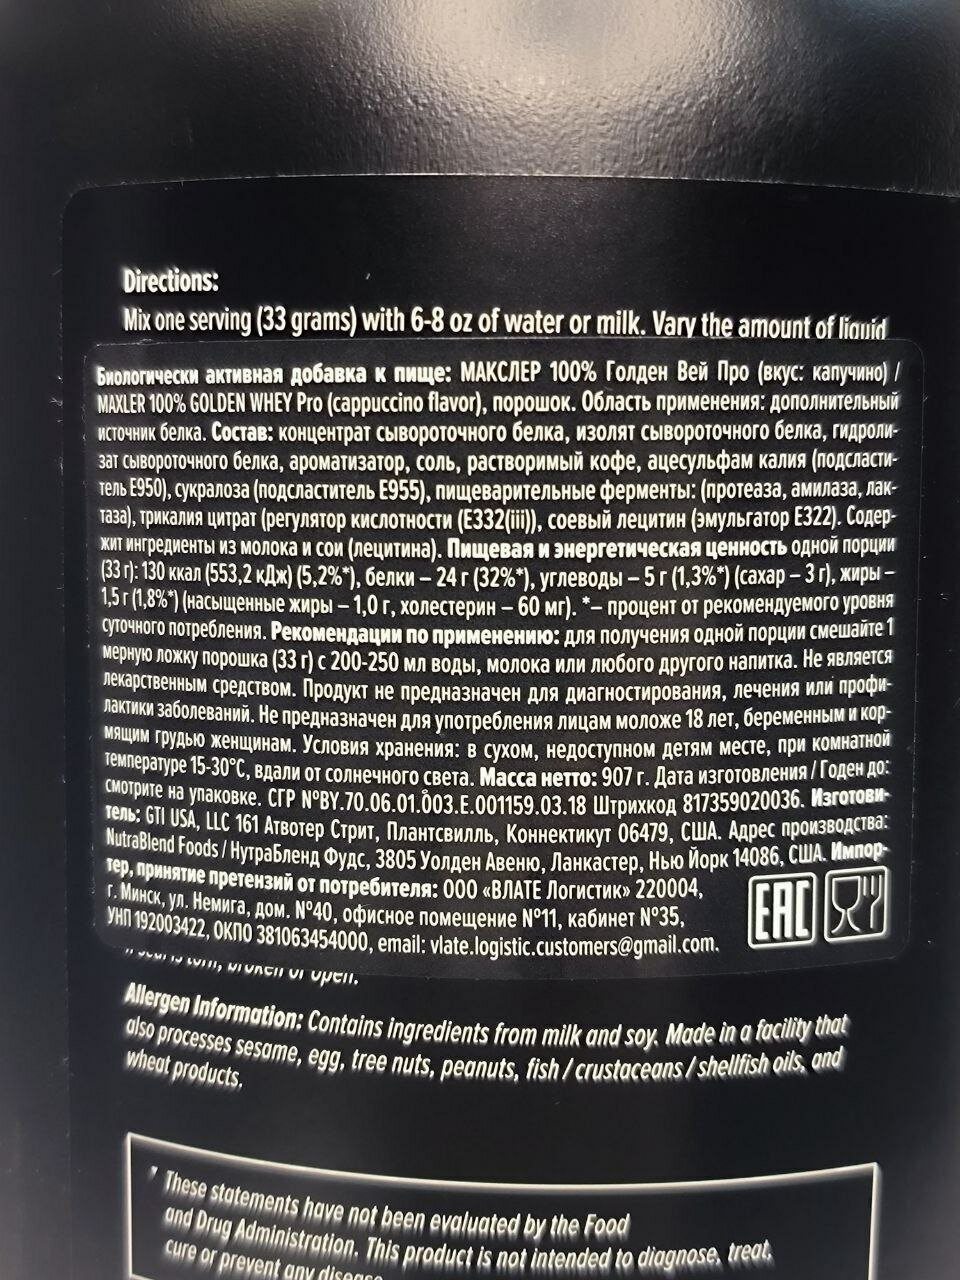 Directions:
Mix one serving (33 grams) with 6-8 oz of water or milk. Vary the amount of liquid
Биологически активная добавка к пище: МАКСЛЕР 100% Голден Вей Про (вкус: капучино) /
MAXLER 100% GOLDEN WHEY Pro (cappuccino flavor), порошок. Область применения: дополнительный
источник белка. Состав: концентрат сывороточного белка, изолят сывороточного белка, гидроли-
зат сывороточного белка, ароматизатор, соль, растворимый кофе, ацесульфам калия (подсласти-
тель Е950), сукралоза (подсластитель Е955), пищеварительные ферменты: (протеаза, амилаза, лак-
таза), трикалия цитрат (регулятор кислотности (Е332(iii)), соевый лецитин (эмульгатор Е322). Содер-
жит ингредиенты из молока и сои (лецитина). Пищевая и энергетическая ценность одной порции
(33 г): 130 ккал (553,2 кДж) (5,2%*), белки – 24 г (32%*), углеводы – 5 г (1,3%*) (сахар – 3 г), жиры –
1,5 г (1,8%*) (насыщенные жиры – 1,0 г, холестерин – 60 мг). *– процент от рекомендуемого уровня
суточного потребления. Рекомендации по применению: для получения одной порции смешайте 1
мерную ложку порошка (33 г) с 200-250 мл воды, молока или любого другого напитка. Не является
лекарственным средством. Продукт не предназначен для диагностирования, лечения или профи-
лактики заболеваний. Не предназначен для употребления лицам моложе 18 лет, беременным и кор-
мящим грудью женщинам. Условия хранения: в сухом, недоступном детям месте, при комнатной
температуре 15-30°С, вдали от солнечного света. Масса нетто: 907 г. Дата изготовления / Годен до:
смотрите на упаковке. СГР №BY.70.06.01.003.Е.001159.03.18 Штрихкод 817359020036. Изготови-
тель: GTI USA, LLC 161 Атвотер Стрит, Плантсвилль, Коннектикут 06479, США. Адрес производства:
NutraBlend Foods / НутраБленд Фудс, 3805 Уолден Авеню, Ланкастер, Нью Йорк 14086, США. Импор-
тер, принятие претензий от потребителя: ООО «ВЛАТЕ Логистик» 220004,
г. Минск, ул. Немига, дом. №40, офисное помещение №11, кабинет №35,
УНП 192003422, ОКПО 381063454000, email: vlate.logistic.customers@gmail.com.
EAC
seal is torn, broken or open.
Allergen Information: Contains ingredients from milk and soy. Made in a facility that
also processes sesame, egg, tree nuts, peanuts, fish / crustaceans / shellfish oils, and
wheat products.
* These statements have not been evaluated by the Food
and Drug Administration. This product is not intended to diagnose, treat,
cure or prevent any disease